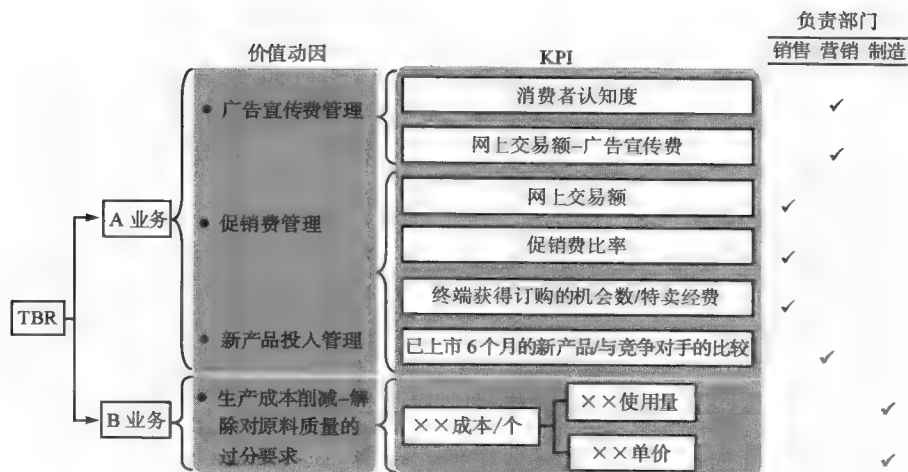 负责部门
价值动因 KPI 销售 营销 制造
• 广告宣传费管理 消费者认知度 ✓
网上交易额–广告宣传费 ✓
网上交易额 ✓
A 业务 • 促销费管理
促销费比率 ✓
终端获得订购的机会数/特卖经费 ✓
TBR
• 新产品投入管理 已上市 6 个月的新产品/与竞争对手的比较 ✓
• 生产成本削减–解 ××使用量 ✓
B 业务 除对原料质量的 ××成本/个
过分要求 ××单价 ✓